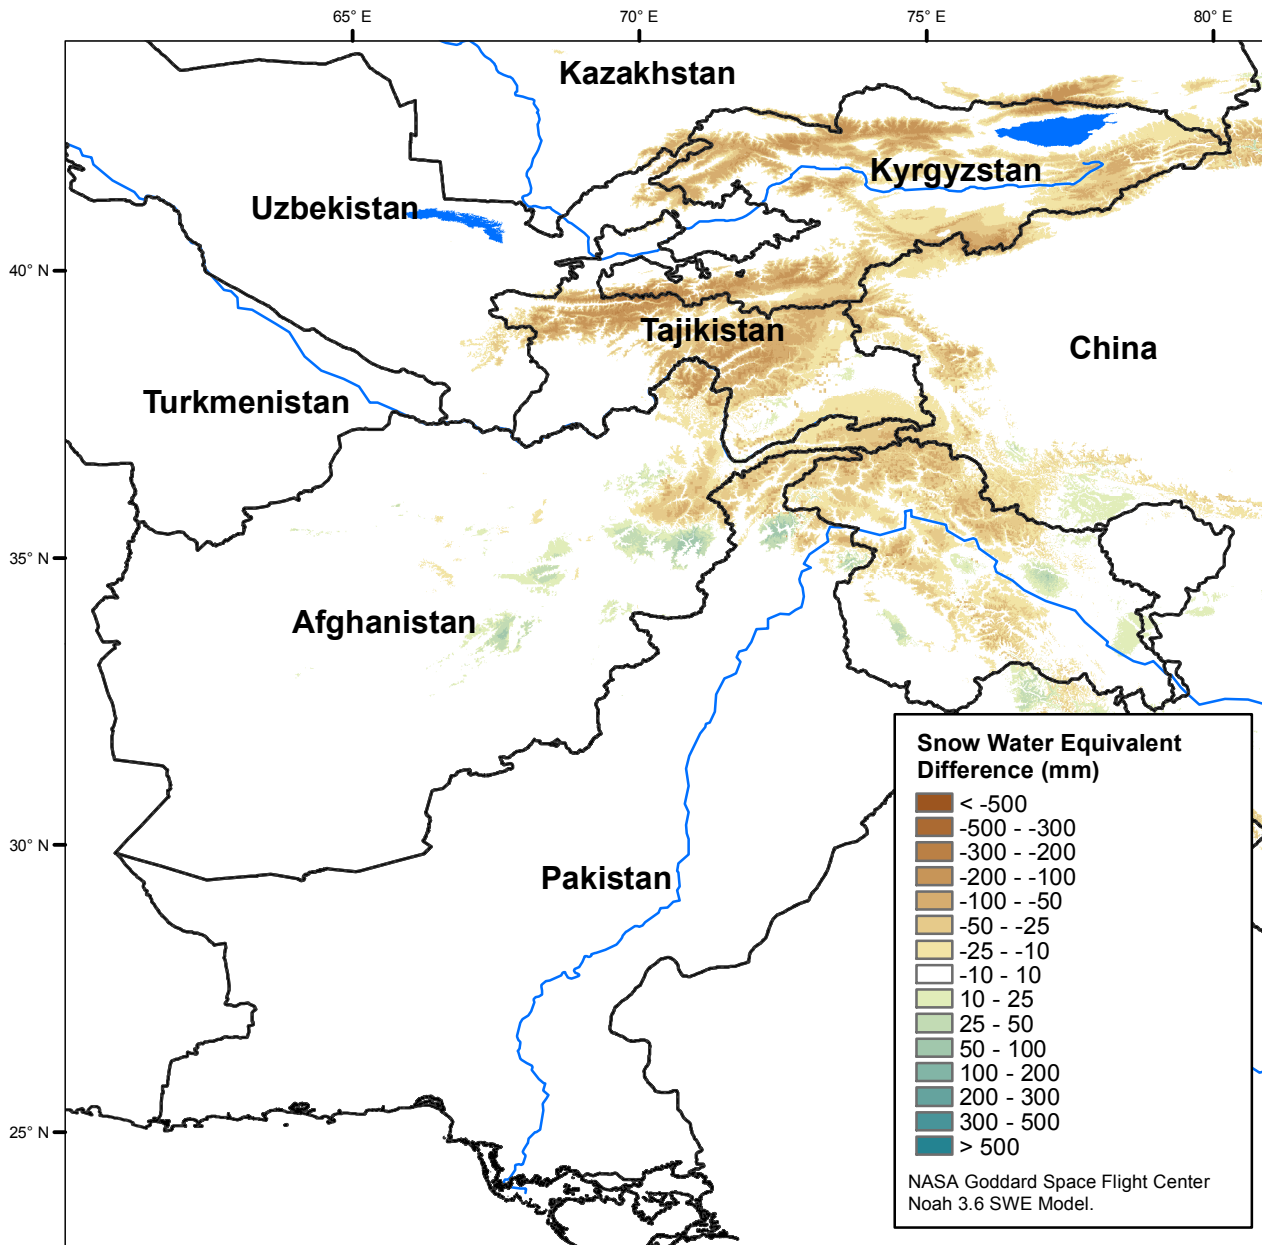 65° E
70° E
75° E
80° E
Kazakhstan
Kyrgyzstan
Uzbekistan
40° N
Tajikistan
China
Turkmenistan
35° N
Afghanistan
30° N
Pakistan
25° N
Snow Water Equivalent
Difference (mm)
< -500
-500 - -300
-300 - -200
-200 - -100
-100 - -50
-50 - -25
-25 - -10
-10 - 10
10 - 25
25 - 50
50 - 100
100 - 200
200 - 300
300 - 500
> 500
NASA Goddard Space Flight Center
Noah 3.6 SWE Model.